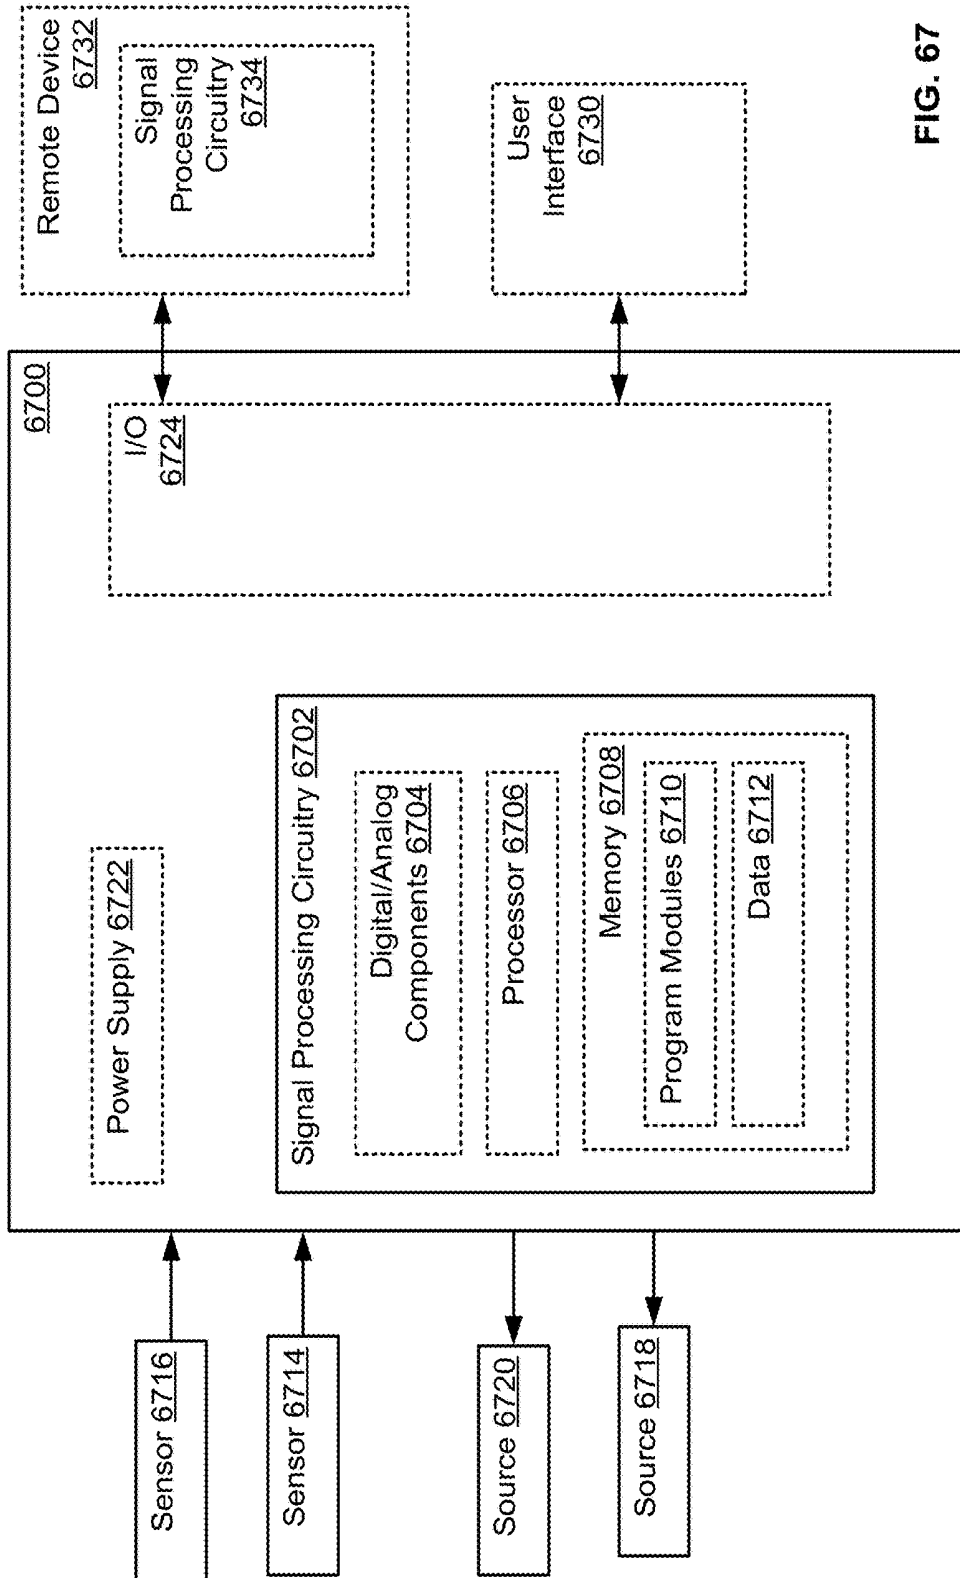 Remote Device
6732
Signal
Processing
Circuitry
6734
User
Interface
6730
6700
I/O
6724
Power Supply 6722
Signal Processing Circuitry 6702
Digital/Analog
Components 6704
Processor 6706
Memory 6708
Program Modules 6710
Data 6712
Sensor 6716
Sensor 6714
Source 6720
Source 6718
FIG. 67